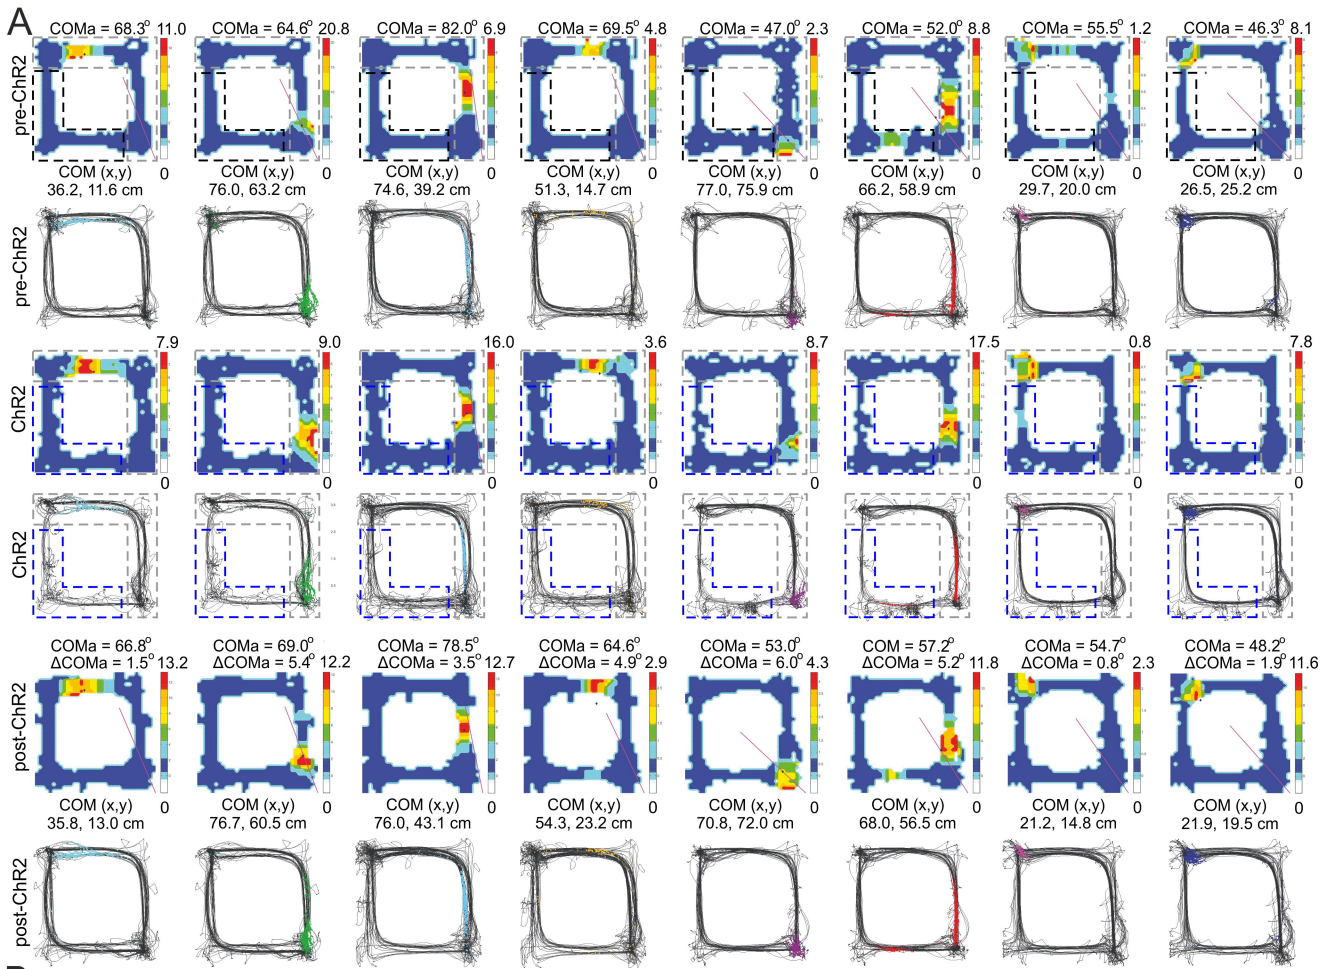 A
COMa = 68.3° 11.0
COMa = 64.6° 20.8
COMa = 82.0° 6.9
COMa = 69.5° 4.8
COMa = 47.0° 2.3
COMa = 52.0° 8.8
COMa = 55.5° 1.2
COMa = 46.3° 8.1
pre-ChR2
0 0 0 0 0 0 0 0
COM (x,y)
36.2, 11.6 cm
COM (x,y)
76.0, 63.2 cm
COM (x,y)
74.6, 39.2 cm
COM (x,y)
51.3, 14.7 cm
COM (x,y)
77.0, 75.9 cm
COM (x,y)
66.2, 58.9 cm
COM (x,y)
29.7, 20.0 cm
COM (x,y)
26.5, 25.2 cm
pre-ChR2
7.9 9.0 16.0 3.6 8.7 17.5 0.8 7.8
ChR2
0 0 0 0 0 0 0 0
ChR2
COMa = 66.8°
ΔCOMa = 1.5° 13.2
COMa = 69.0°
ΔCOMa = 5.4° 12.2
COMa = 78.5°
ΔCOMa = 3.5° 12.7
COMa = 64.6°
ΔCOMa = 4.9° 2.9
COMa = 53.0°
ΔCOMa = 6.0° 4.3
COMa = 57.2°
ΔCOMa = 5.2° 11.8
COMa = 54.7°
ΔCOMa = 0.8° 2.3
COMa = 48.2°
ΔCOMa = 1.9° 11.6
post-ChR2
0 0 0 0 0 0 0 0
COM (x,y)
35.8, 13.0 cm
COM (x,y)
76.7, 60.5 cm
COM (x,y)
76.0, 43.1 cm
COM (x,y)
54.3, 23.2 cm
COM (x,y)
70.8, 72.0 cm
COM (x,y)
68.0, 56.5 cm
COM (x,y)
21.2, 14.8 cm
COM (x,y)
21.9, 19.5 cm
post-ChR2